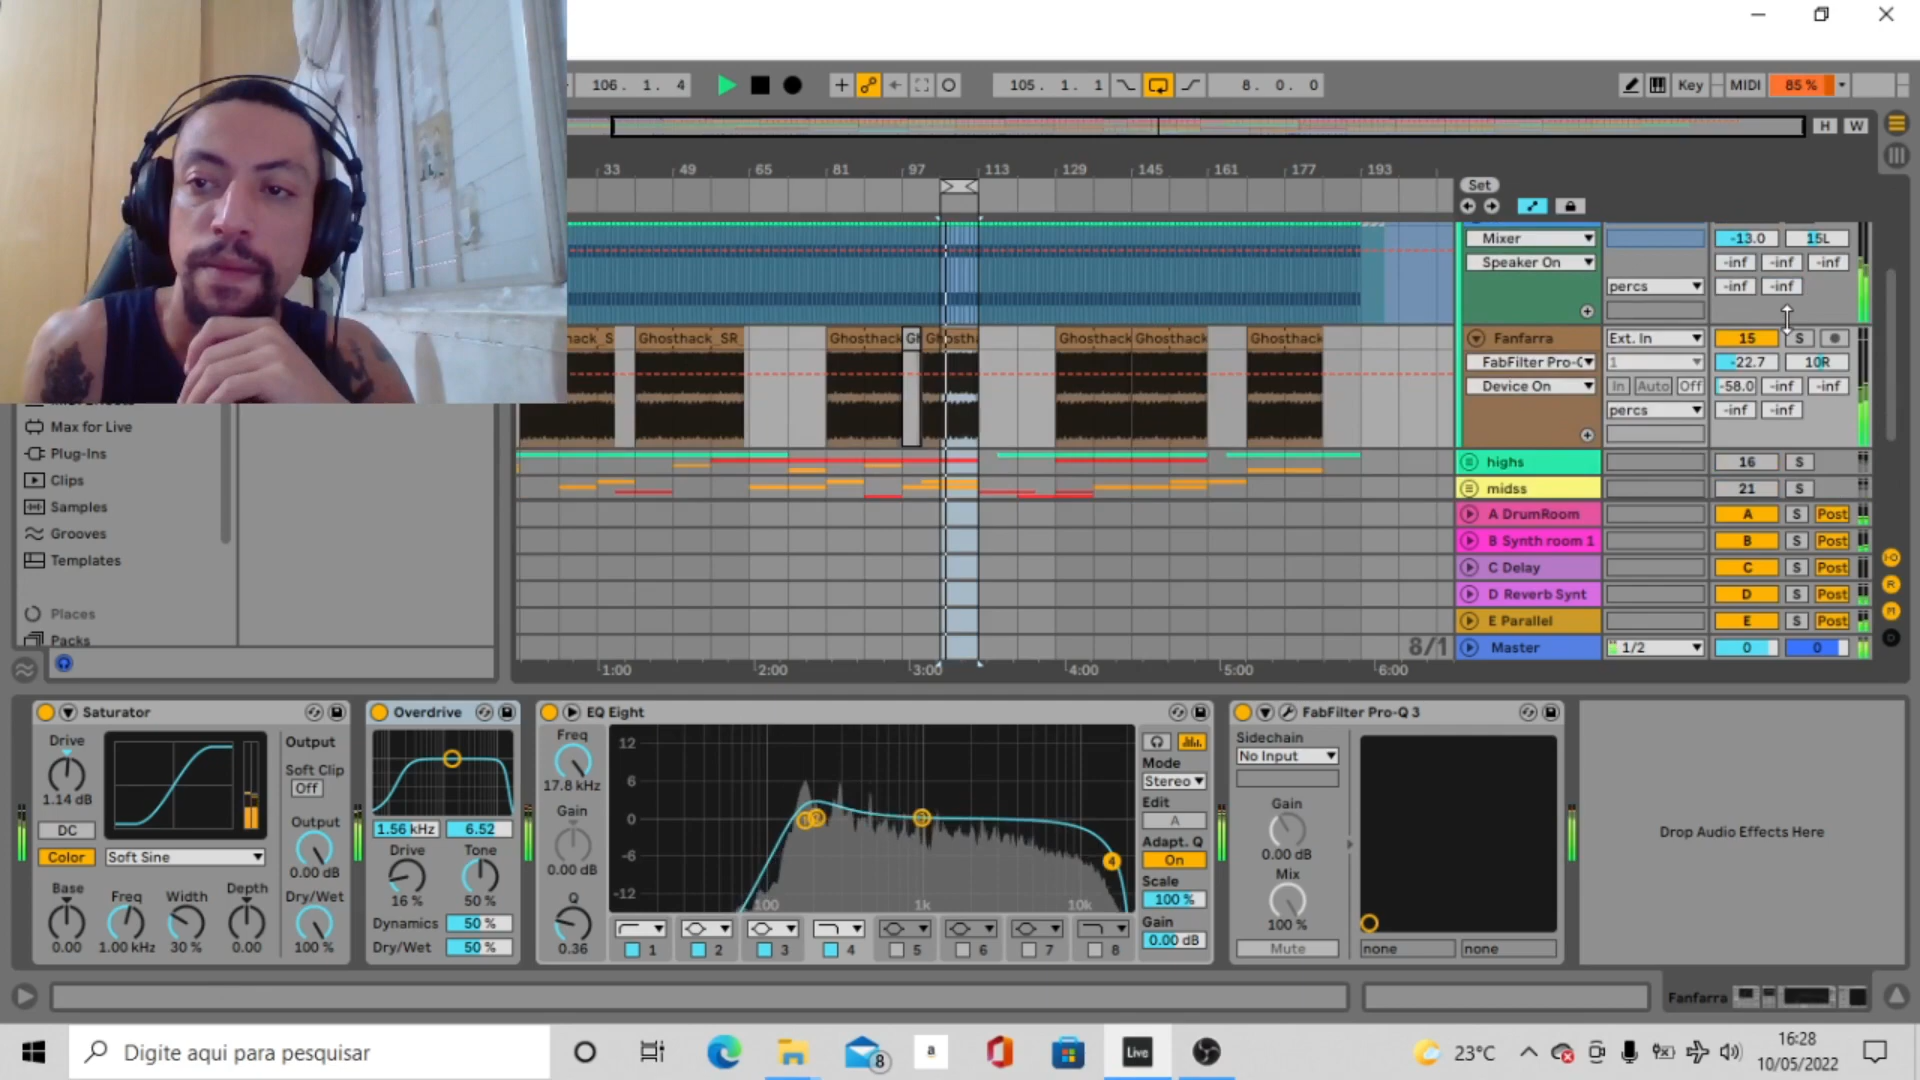 106. 1. 4
105. 1. 1
8. 0. 0
Key
MIDI
85 %
H
W
33 49 65 81 97 113 129 145 161 177 193
Set
Mixer
-13.0 15L
Speaker On
-inf -inf -inf
percs
-inf -inf
Ghosthack_SR
Ghosthack
Ghosthack
Ghosthack
Ghosthack
Fanfarra
Ext. In
15 S
1
-22.7 10R
Device On
In Auto Off
-58.0 -inf -inf
percs
-inf -inf
highs
16 S
midss
21 S
A DrumRoom
A S Post
B Synth room 1
B S Post
C Delay
C S Post
D Reverb Synt
D S Post
E Parallel
E S Post
8/1
Master
1/2
0 0
1:00 2:00 3:00 4:00 5:00 6:00
Max for Live
Plug-Ins
Clips
Samples
Grooves
Templates
Places
Packs
Saturator
Drive
1.14 dB
DC
Color
Soft Sine
Output
Soft Clip
Off
Output
0.00 dB
Base
0.00
Freq
1.00 kHz
Width
30 %
Depth
0.00
Dry/Wet
100 %
Overdrive
1.56 kHz 6.52
Drive
16 %
Tone
50 %
Dynamics
50 %
Dry/Wet
50 %
EQ Eight
Freq
17.8 kHz
Gain
0.00 dB
Q
0.36
12
6
0
-6
-12
100 1k 10k
4
1 2 3 4 5 6 7 8
Mode
Stereo
Edit
A
Adapt. Q
On
Scale
100 %
Gain
0.00 dB
FabFilter Pro-Q 3
Sidechain
No Input
Gain
0.00 dB
Mix
100 %
Mute
none none
Drop Audio Effects Here
Fanfarra
Digite aqui para pesquisar
8
a
Live
23°C
16:28
10/05/2022